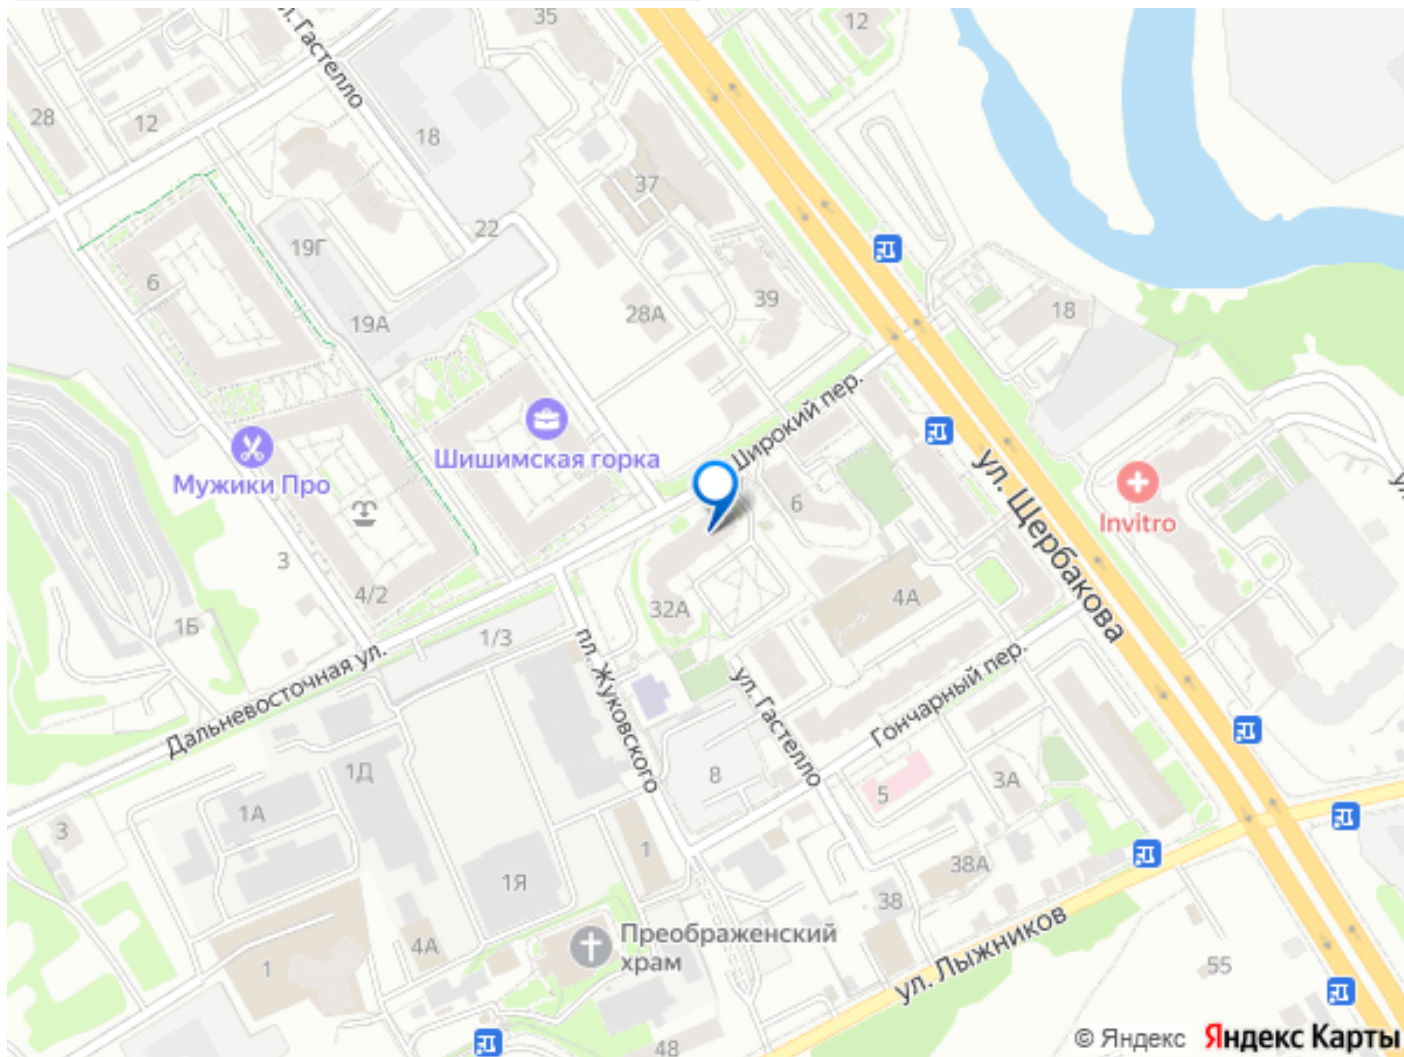 35
12
ул. Гастелло
28
12
18
37
22
19Г
6
39
28А
19А
18
Широкий пер.
Шишимская горка
Мужики Про
6
ул. Щербакова
Invitro
3
4/2
32А
4А
1Б
1/3
пл. Жуковского
Дальневосточная ул.
ул. Гастелло
Гончарный пер.
1Д
8
5
3А
1А
3
1
38А
1Я
38
4А
Преображенский
храм
ул. Лыжников
1
55
48
© Яндекс Яндекс Карты